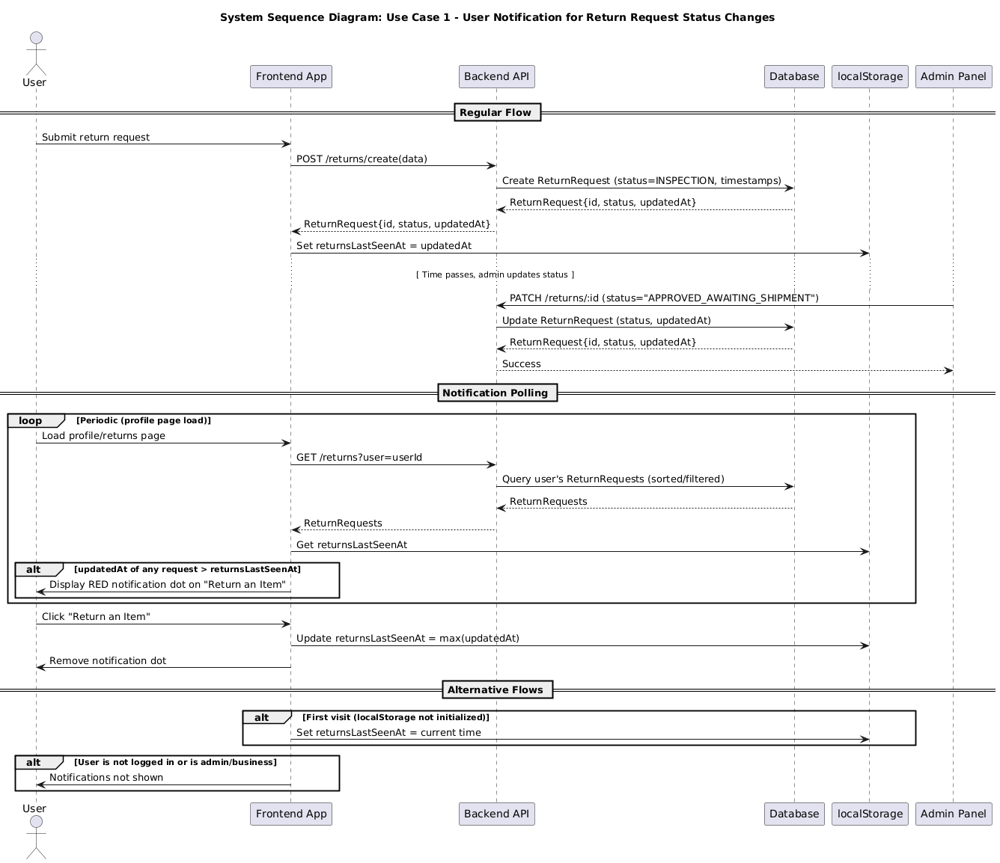 System Sequence Diagram: Use Case 1 - User Notification for Return Request Status Changes
User
Frontend App
Backend API
Database
localStorage
Admin Panel
Regular Flow
Submit return request
POST /returns/create(data)
Create ReturnRequest (status=INSPECTION, timestamps)
ReturnRequest{id, status, updatedAt}
ReturnRequest{id, status, updatedAt}
Set returnsLastSeenAt = updatedAt
[ Time passes, admin updates status ]
PATCH /returns/:id (status="APPROVED_AWAITING_SHIPMENT")
Update ReturnRequest (status, updatedAt)
ReturnRequest{id, status, updatedAt}
Success
Notification Polling
loop [Periodic (profile page load)]
Load profile/returns page
GET /returns?user=userId
Query user's ReturnRequests (sorted/filtered)
ReturnRequests
ReturnRequests
Get returnsLastSeenAt
alt [updatedAt of any request > returnsLastSeenAt]
Display RED notification dot on "Return an Item"
Click "Return an Item"
Update returnsLastSeenAt = max(updatedAt)
Remove notification dot
Alternative Flows
alt [First visit (localStorage not initialized)]
Set returnsLastSeenAt = current time
alt [User is not logged in or is admin/business]
Notifications not shown
User
Frontend App
Backend API
Database
localStorage
Admin Panel